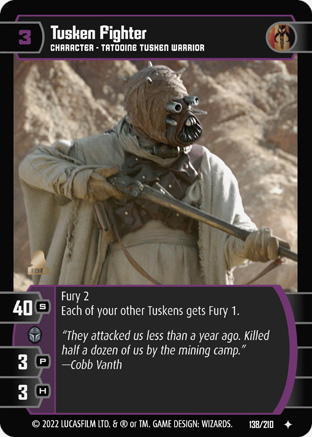 3
Tusken Fighter
CHARACTER - TATOOINE TUSKEN WARRIOR
40 S
Fury 2
Each of your other Tuskens gets Fury 1.
3 P
"They attacked us less than a year ago. Killed
half a dozen of us by the mining camp."
—Cobb Vanth
3 H
© 2022 LUCASFILM LTD. & ® or TM. GAME DESIGN: WIZARDS.
138/210